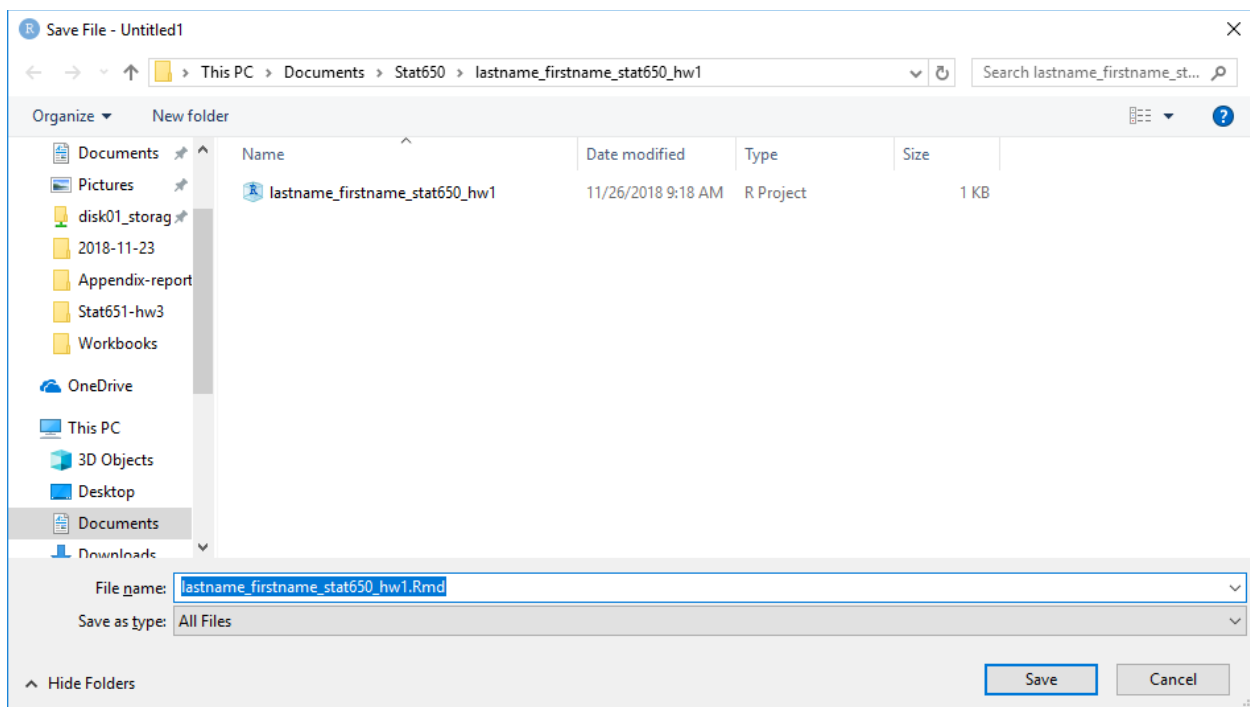 R Save File - Untitled1
This PC > Documents > Stat650 > lastname_firstname_stat650_hw1
Search lastname_firstname_st...
Organize New folder ?
Name Date modified Type Size
lastname_firstname_stat650_hw1 11/26/2018 9:18 AM R Project 1 KB
Documents
Pictures
disk01_storag
2018-11-23
Appendix-report
Stat651-hw3
Workbooks
OneDrive
This PC
3D Objects
Desktop
Documents
Downloads
File name: lastname_firstname_stat650_hw1.Rmd
Save as type: All Files
Hide Folders Save Cancel